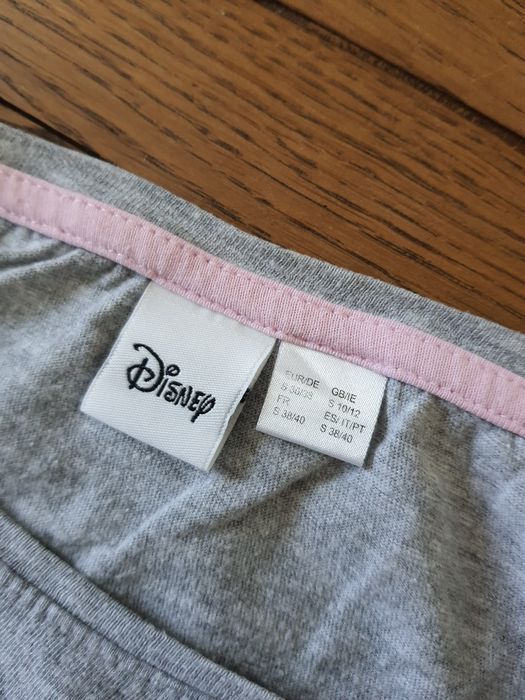 Disney
EUR/DE GB/IE
S 36/38 S 10/12
FR ES/IT/PT
S 38/40 S 38/40